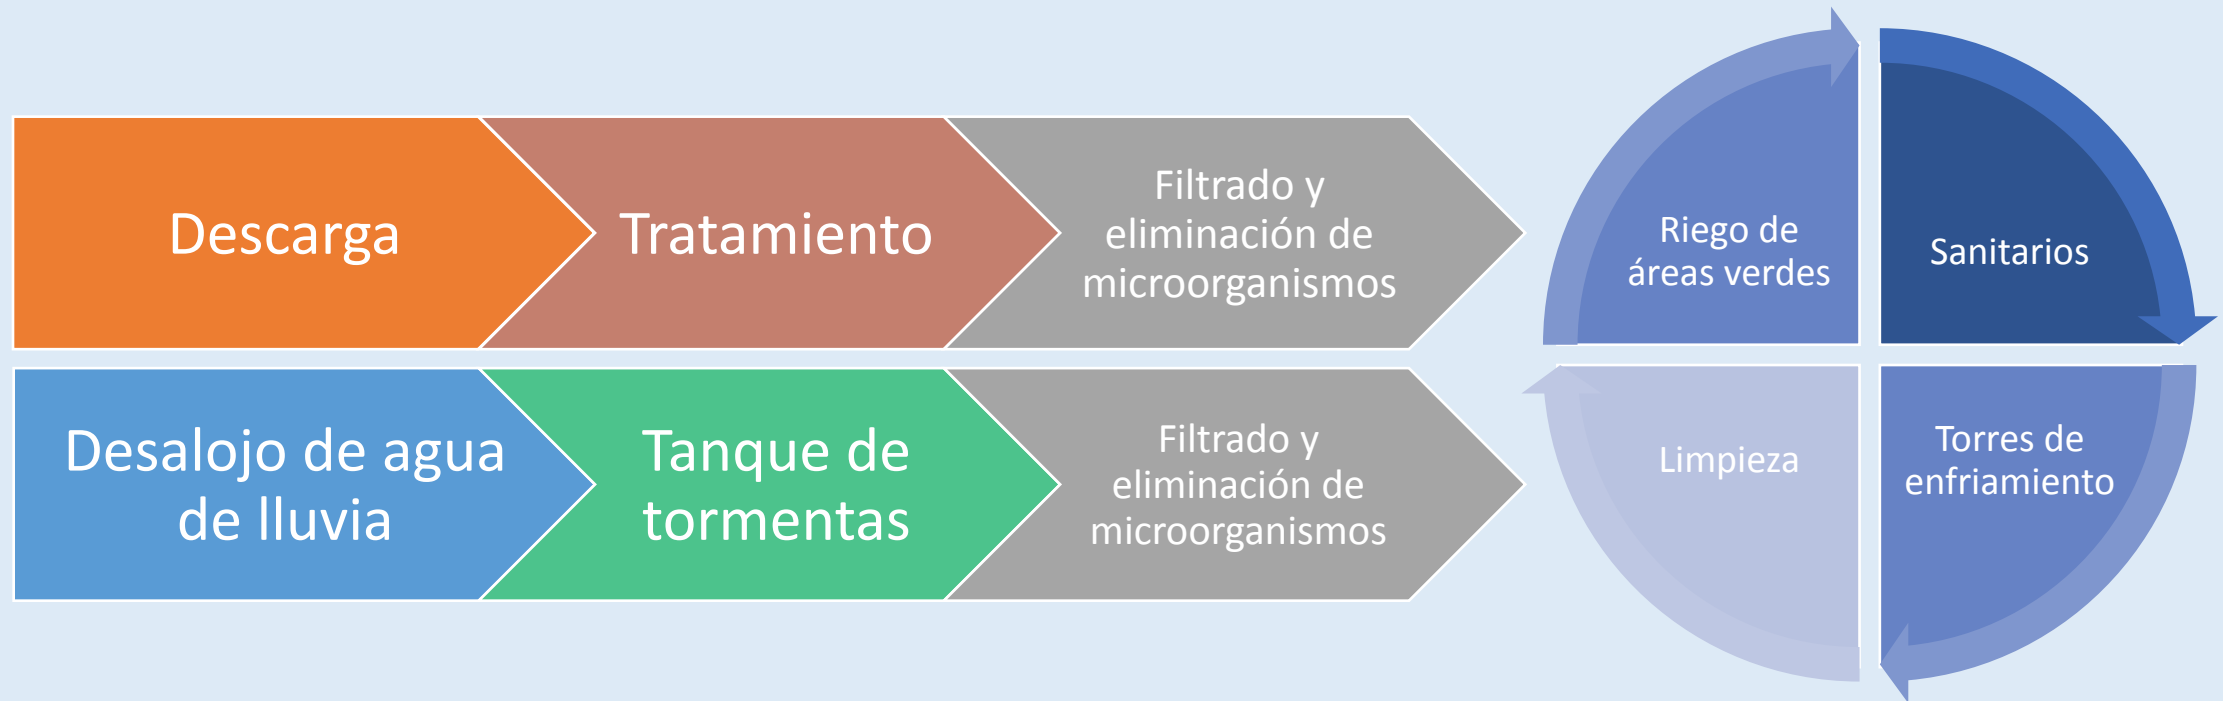 Descarga
Tratamiento
Filtrado y
eliminación de
microorganismos
Desalojo de agua
de lluvia
Tanque de
tormentas
Filtrado y
eliminación de
microorganismos
Riego de
áreas verdes
Sanitarios
Limpieza
Torres de
enfriamiento